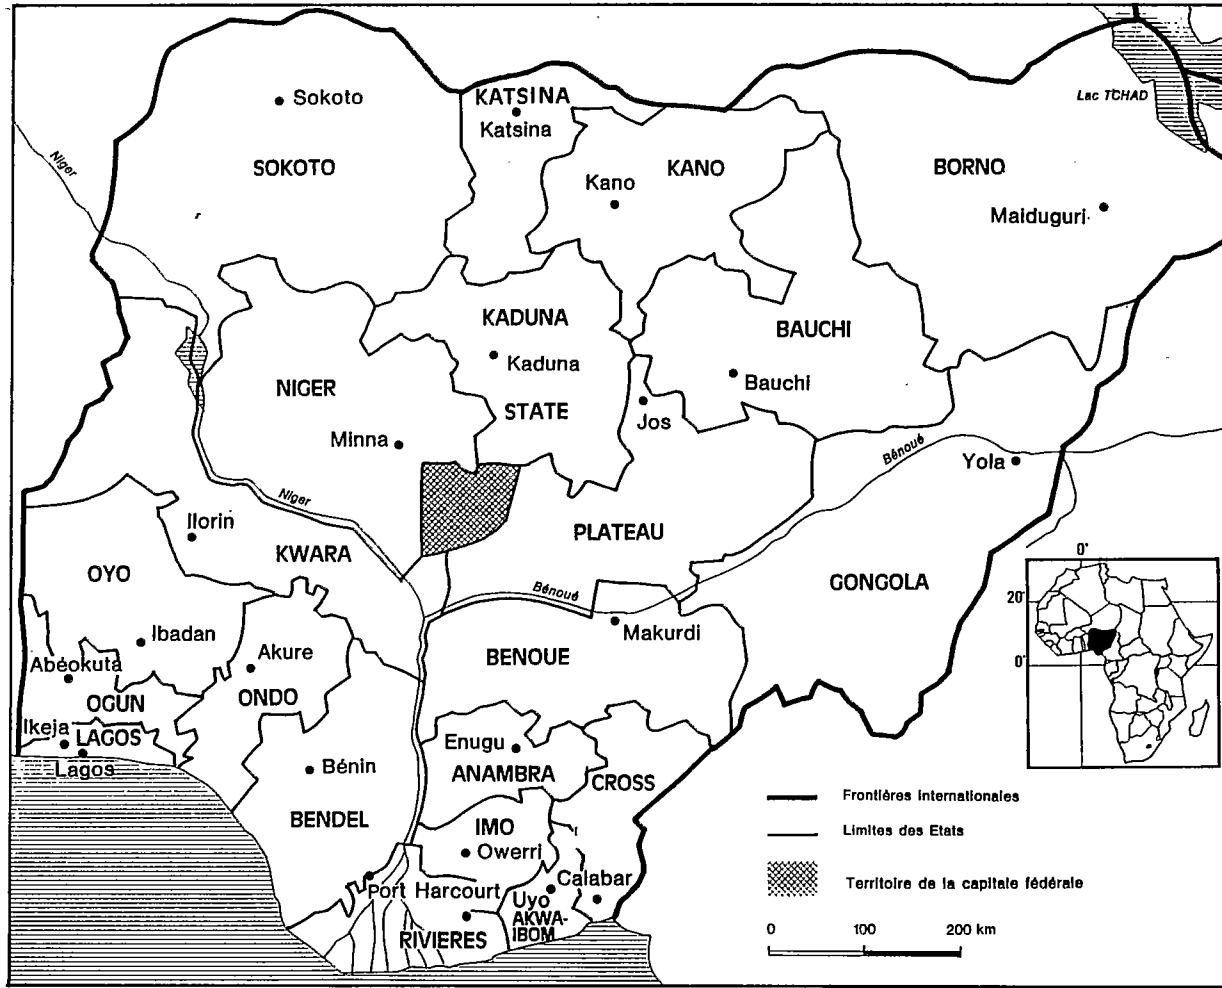 Lac TCHAD
Sokoto
KATSINA
Katsina
Niger
SOKOTO
KANO
Kano
BORNO
Maiduguri
KADUNA
Kaduna
STATE
BAUCHI
Bauchi
NIGER
Minna
Jos
Bénoué
Yola
Niger
Ilorin
KWARA
PLATEAU
OYO
Bénoué
GONGOLA
Ibadan
Akure
Makurdi
BENOUE
Abéokuta
OGUN
ONDO
Ikeja
LAGOS
Lagos
Enugu
ANAMBRA
CROSS
Bénin
BENDEL
IMO
Owerri
Port Harcourt
Calabar
Uyo
AKWA-
IBOM
RIVIERES
0°
20°
0°
Frontières internationales
Limites des Etats
Territoire de la capitale fédérale
0 100 200 km